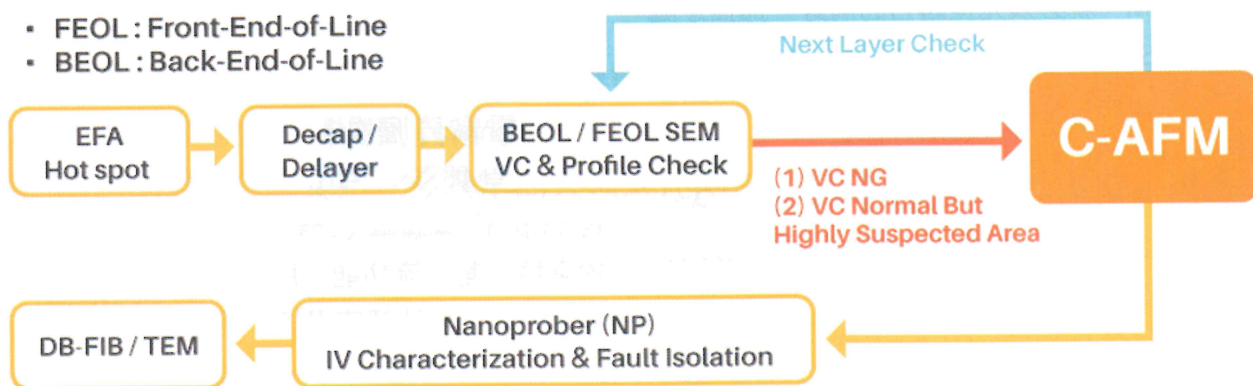 • FEOL : Front-End-of-Line
• BEOL : Back-End-of-Line
Next Layer Check
EFA
Hot spot
Decap /
Delayer
BEOL / FEOL SEM
VC & Profile Check
C-AFM
(1) VC NG
(2) VC Normal But
Highly Suspected Area
DB-FIB / TEM
Nanoprober (NP)
IV Characterization & Fault Isolation